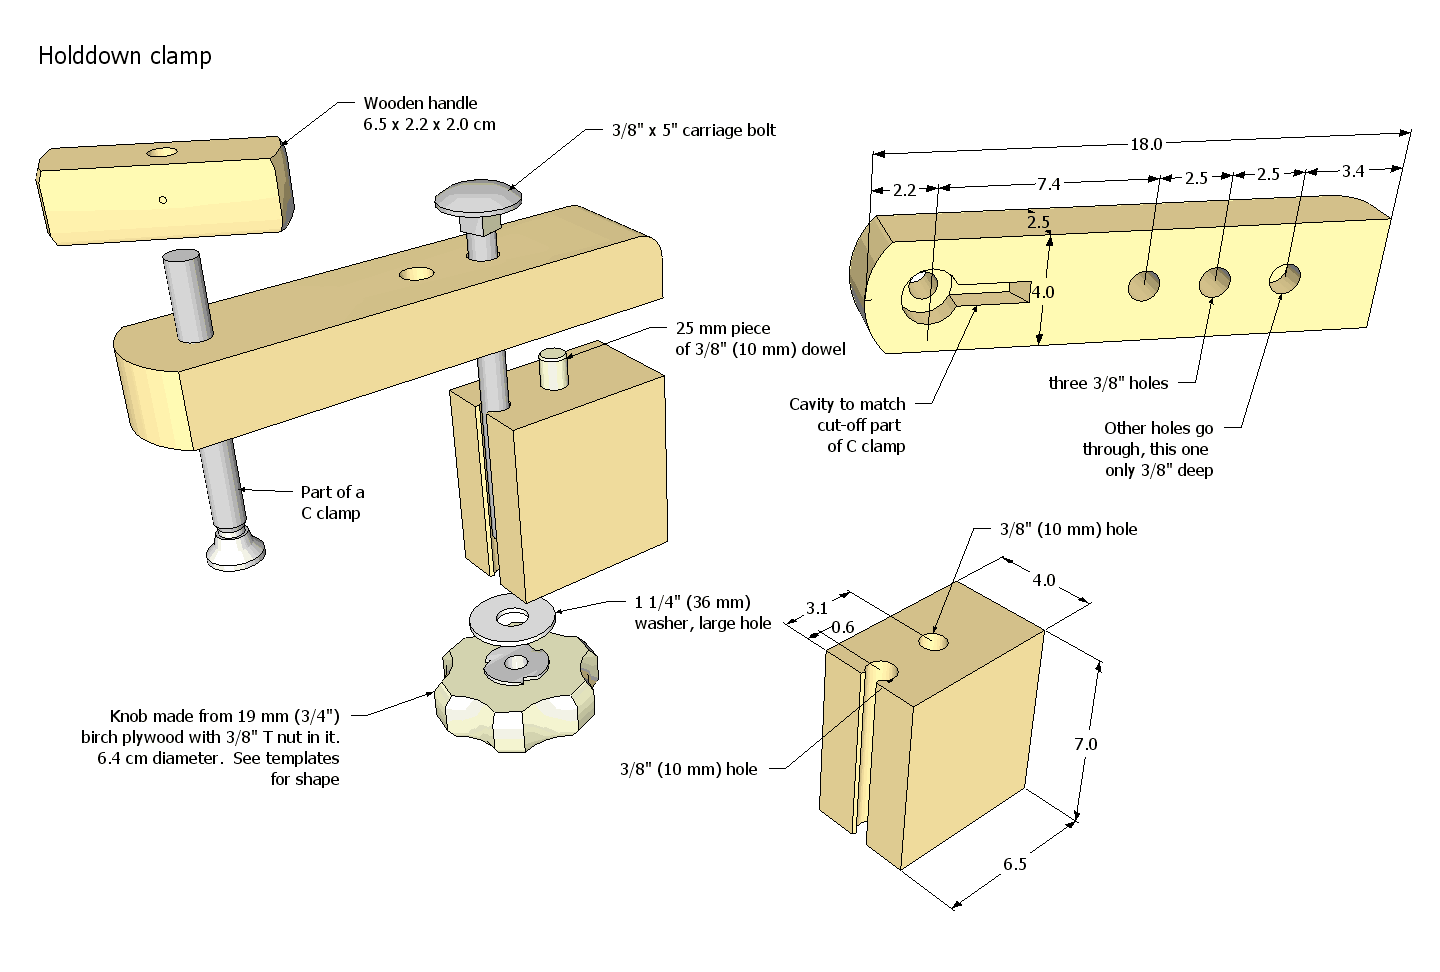 Holddown clamp
Wooden handle
6.5 x 2.2 x 2.0 cm
3/8" x 5" carriage bolt
18.0
2.2
7.4
2.5
2.5
3.4
2.5
4.0
25 mm piece
of 3/8" (10 mm) dowel
three 3/8" holes
Cavity to match
cut-off part
of C clamp
Other holes go
through, this one
only 3/8" deep
Part of a
C clamp
3/8" (10 mm) hole
4.0
3.1
0.6
1 1/4" (36 mm)
washer, large hole
Knob made from 19 mm (3/4")
birch plywood with 3/8" T nut in it.
6.4 cm diameter. See templates
for shape
7.0
3/8" (10 mm) hole
6.5